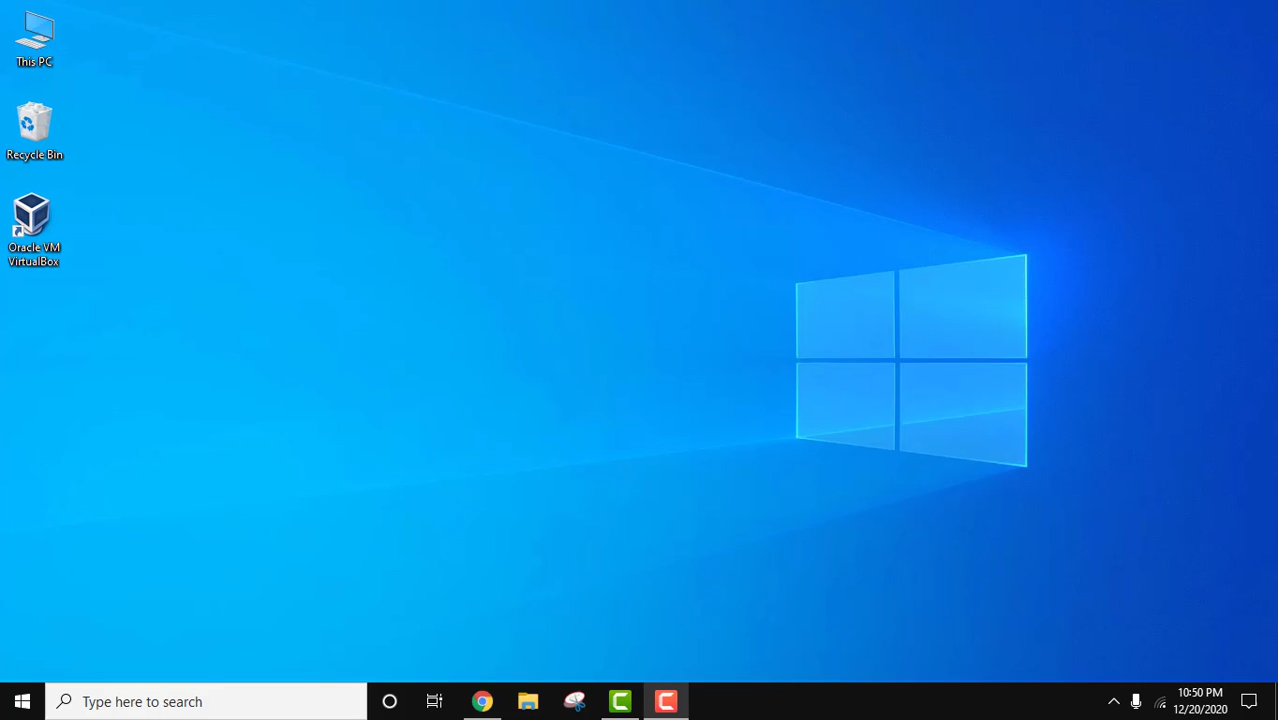 This PC
Recycle Bin
Oracle VM
VirtualBox
Type here to search
10:50 PM
12/20/2020